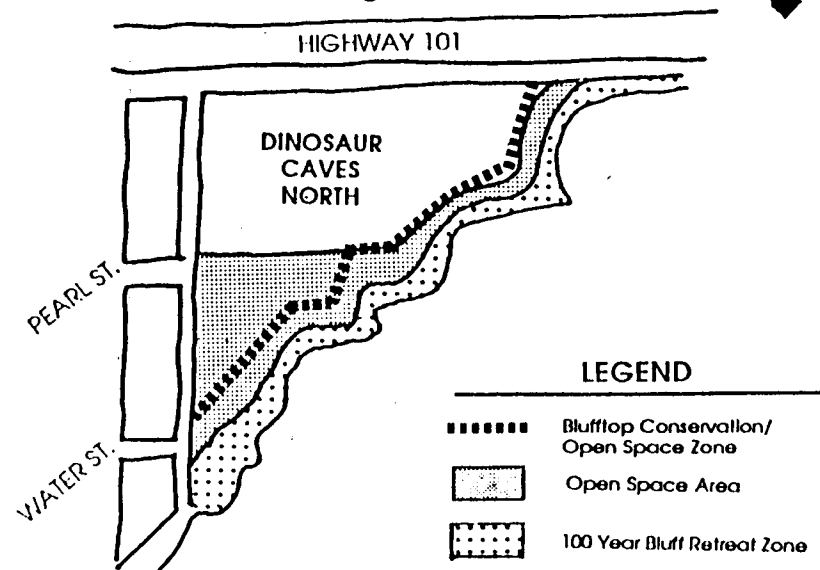 HIGHWAY 101
DINOSAUR
CAVES
NORTH
PEARL ST.
WATER ST.
LEGEND
Blufftop Conservation/
Open Space Zone
Open Space Area
100 Year Bluff Retreat Zone